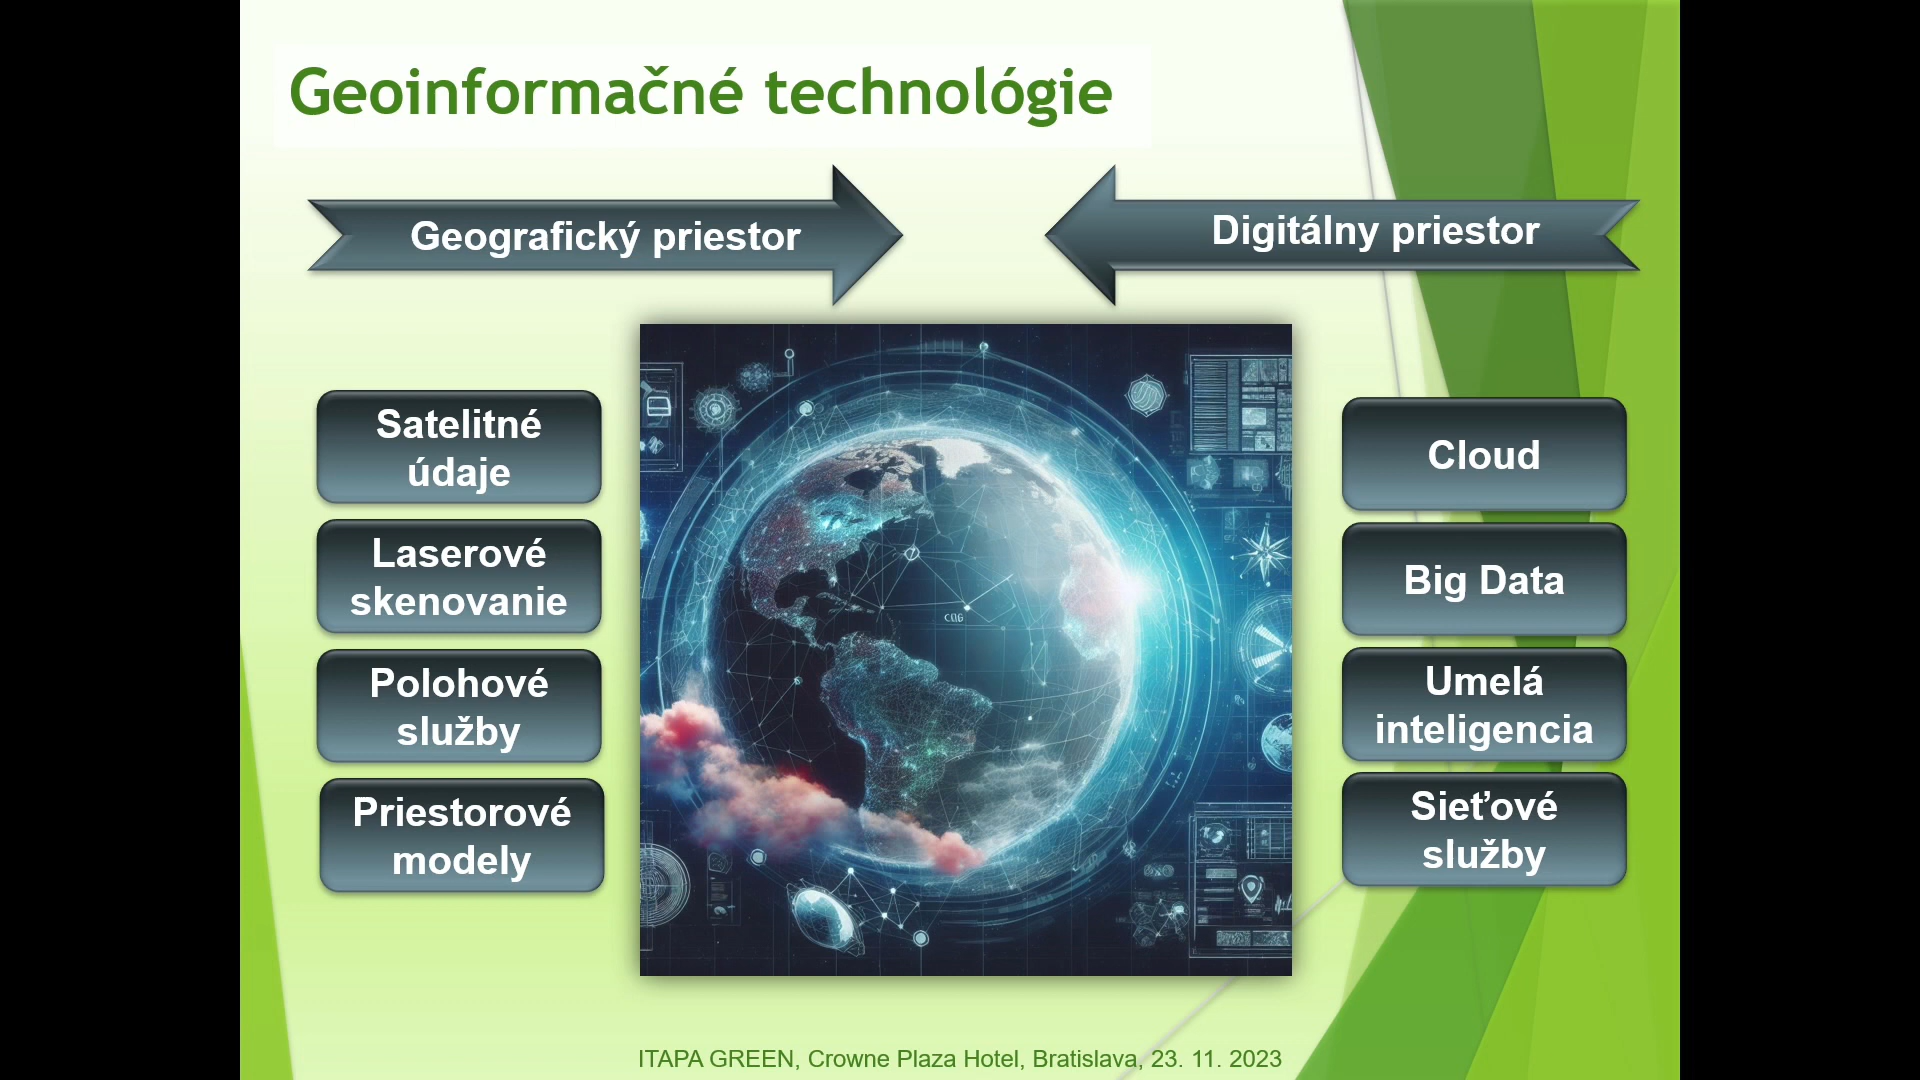 Geoinformačné technológie
Geografický priestor
Digitálny priestor
Satelitné
údaje
Laserové
skenovanie
Polohové
služby
Priestorové
modely
Cloud
Big Data
Umelá
inteligencia
Sieťové
služby
ITAPA GREEN, Crowne Plaza Hotel, Bratislava, 23. 11. 2023